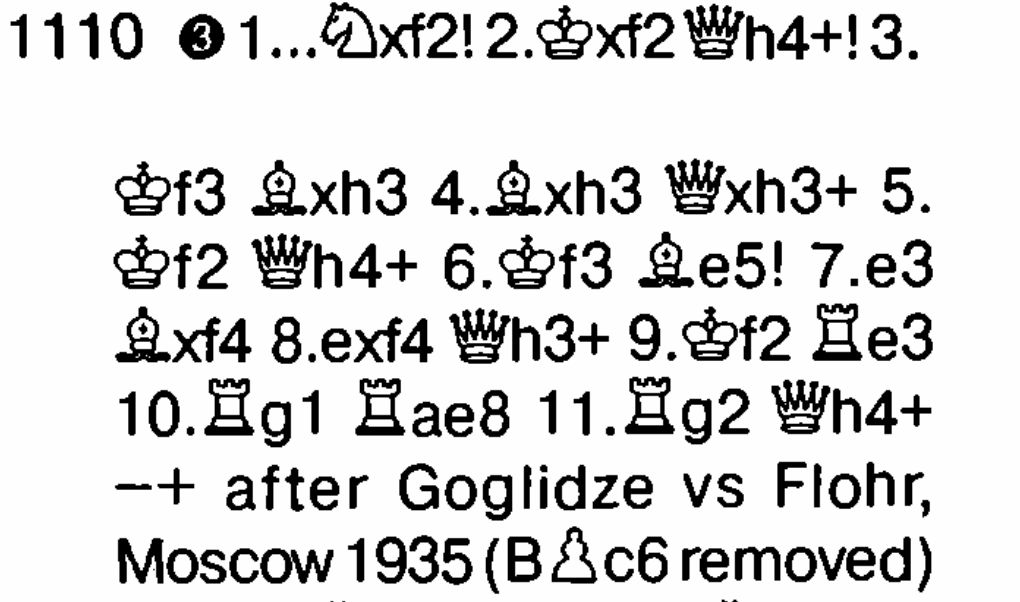 1110 ❸ 1...♘xf2! 2.♔xf2 ♕h4+! 3.
♔f3 ♗xh3 4.♗xh3 ♕xh3+ 5.
♔f2 ♕h4+ 6.♔f3 ♗e5! 7.e3
♗xf4 8.exf4 ♕h3+ 9.♔f2 ♖e3
10.♖g1 ♖ae8 11.♖g2 ♕h4+
−+ after Goglidze vs Flohr,
Moscow 1935 (B♙c6 removed)